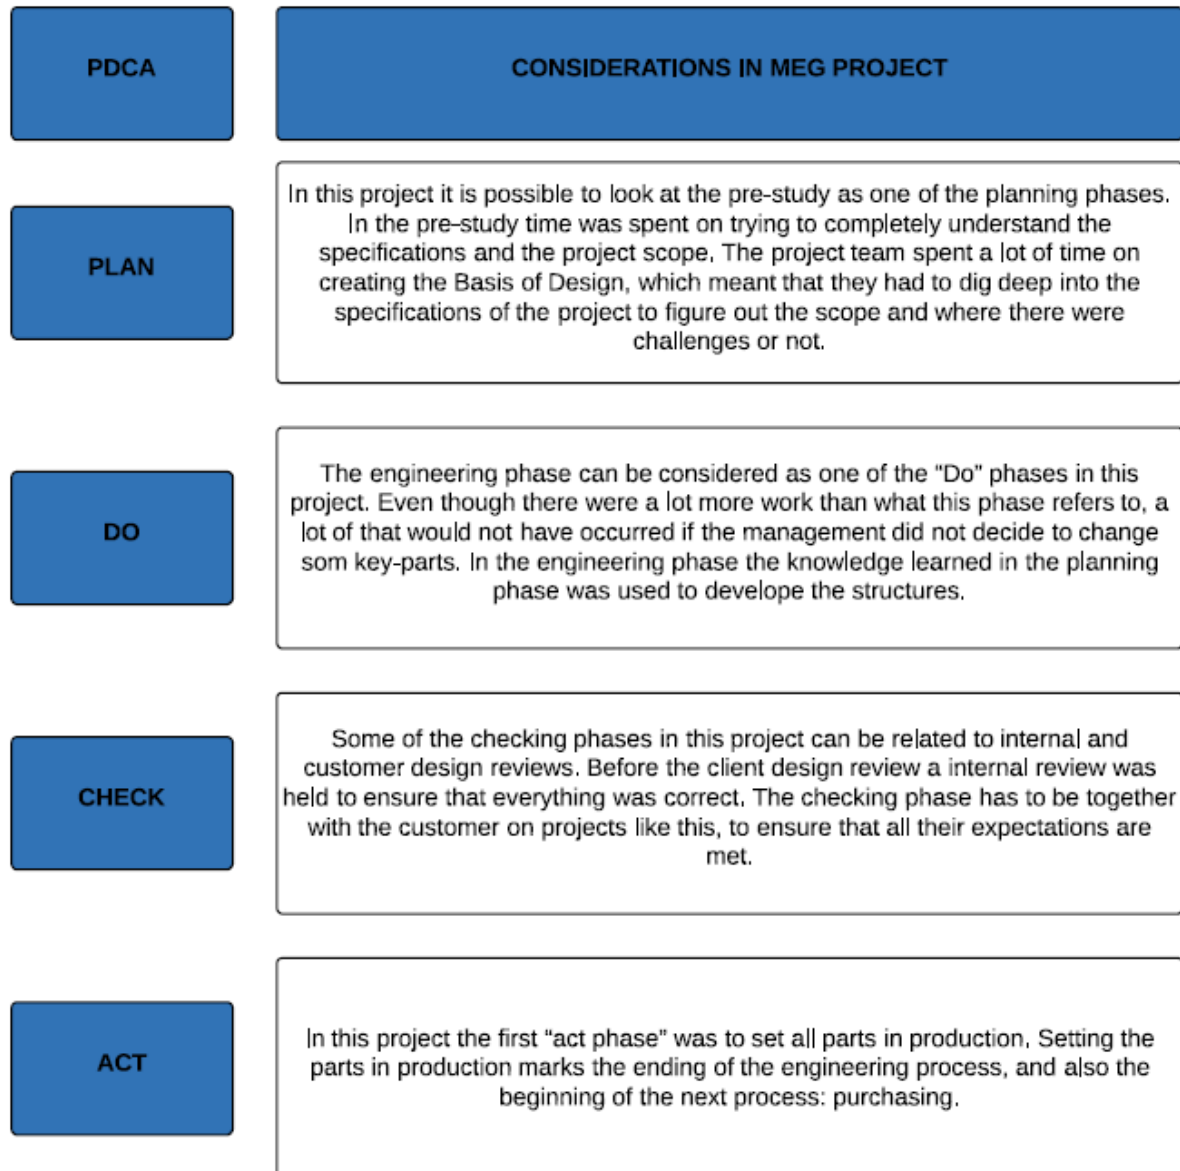 PDCA
CONSIDERATIONS IN MEG PROJECT
PLAN
In this project it is possible to look at the pre-study as one of the planning phases.
In the pre-study time was spent on trying to completely understand the
specifications and the project scope. The project team spent a lot of time on
creating the Basis of Design, which meant that they had to dig deep into the
specifications of the project to figure out the scope and where there were
challenges or not.
DO
The engineering phase can be considered as one of the "Do" phases in this
project. Even though there were a lot more work than what this phase refers to, a
lot of that would not have occurred if the management did not decide to change
som key-parts. In the engineering phase the knowledge learned in the planning
phase was used to develope the structures.
CHECK
Some of the checking phases in this project can be related to internal and
customer design reviews. Before the client design review a internal review was
held to ensure that everything was correct. The checking phase has to be together
with the customer on projects like this, to ensure that all their expectations are
met.
ACT
In this project the first "act phase" was to set all parts in production. Setting the
parts in production marks the ending of the engineering process, and also the
beginning of the next process: purchasing.